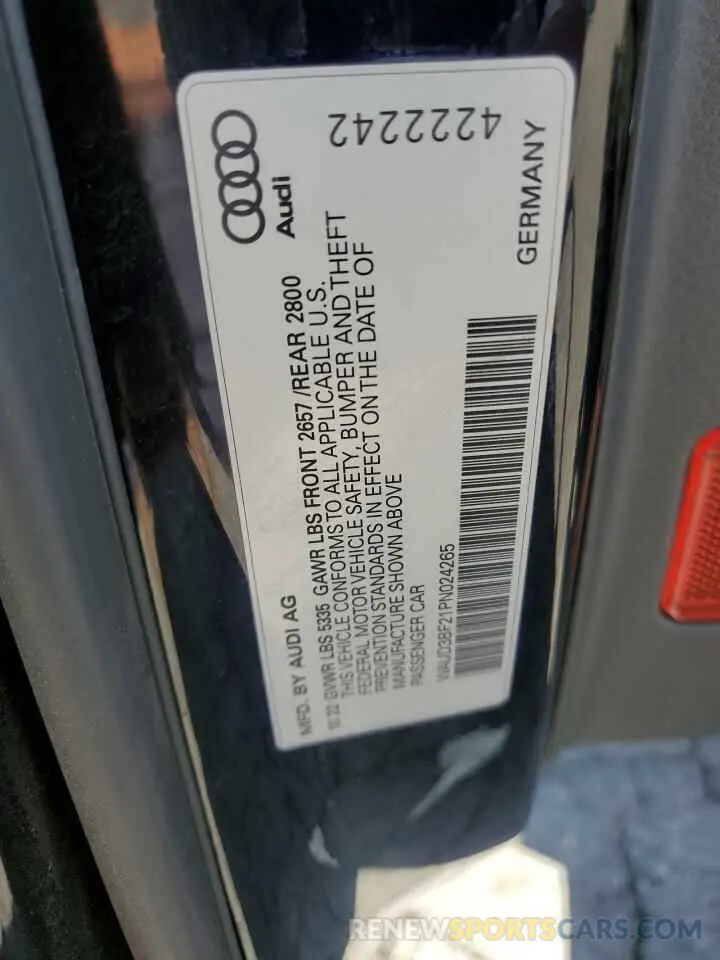 Audi
4222242
GERMANY
MFD. BY AUDI AG
10.22 GVWR LBS 5335 GAWR LBS FRONT 2657 /REAR 2800
THIS VEHICLE CONFORMS TO ALL APPLICABLE U.S.
FEDERAL MOTOR VEHICLE SAFETY, BUMPER AND THEFT
PREVENTION STANDARDS IN EFFECT ON THE DATE OF
MANUFACTURE SHOWN ABOVE
PASSENGER CAR
WAUD3BF21PN024265
RENEWSPORTSCARS.COM